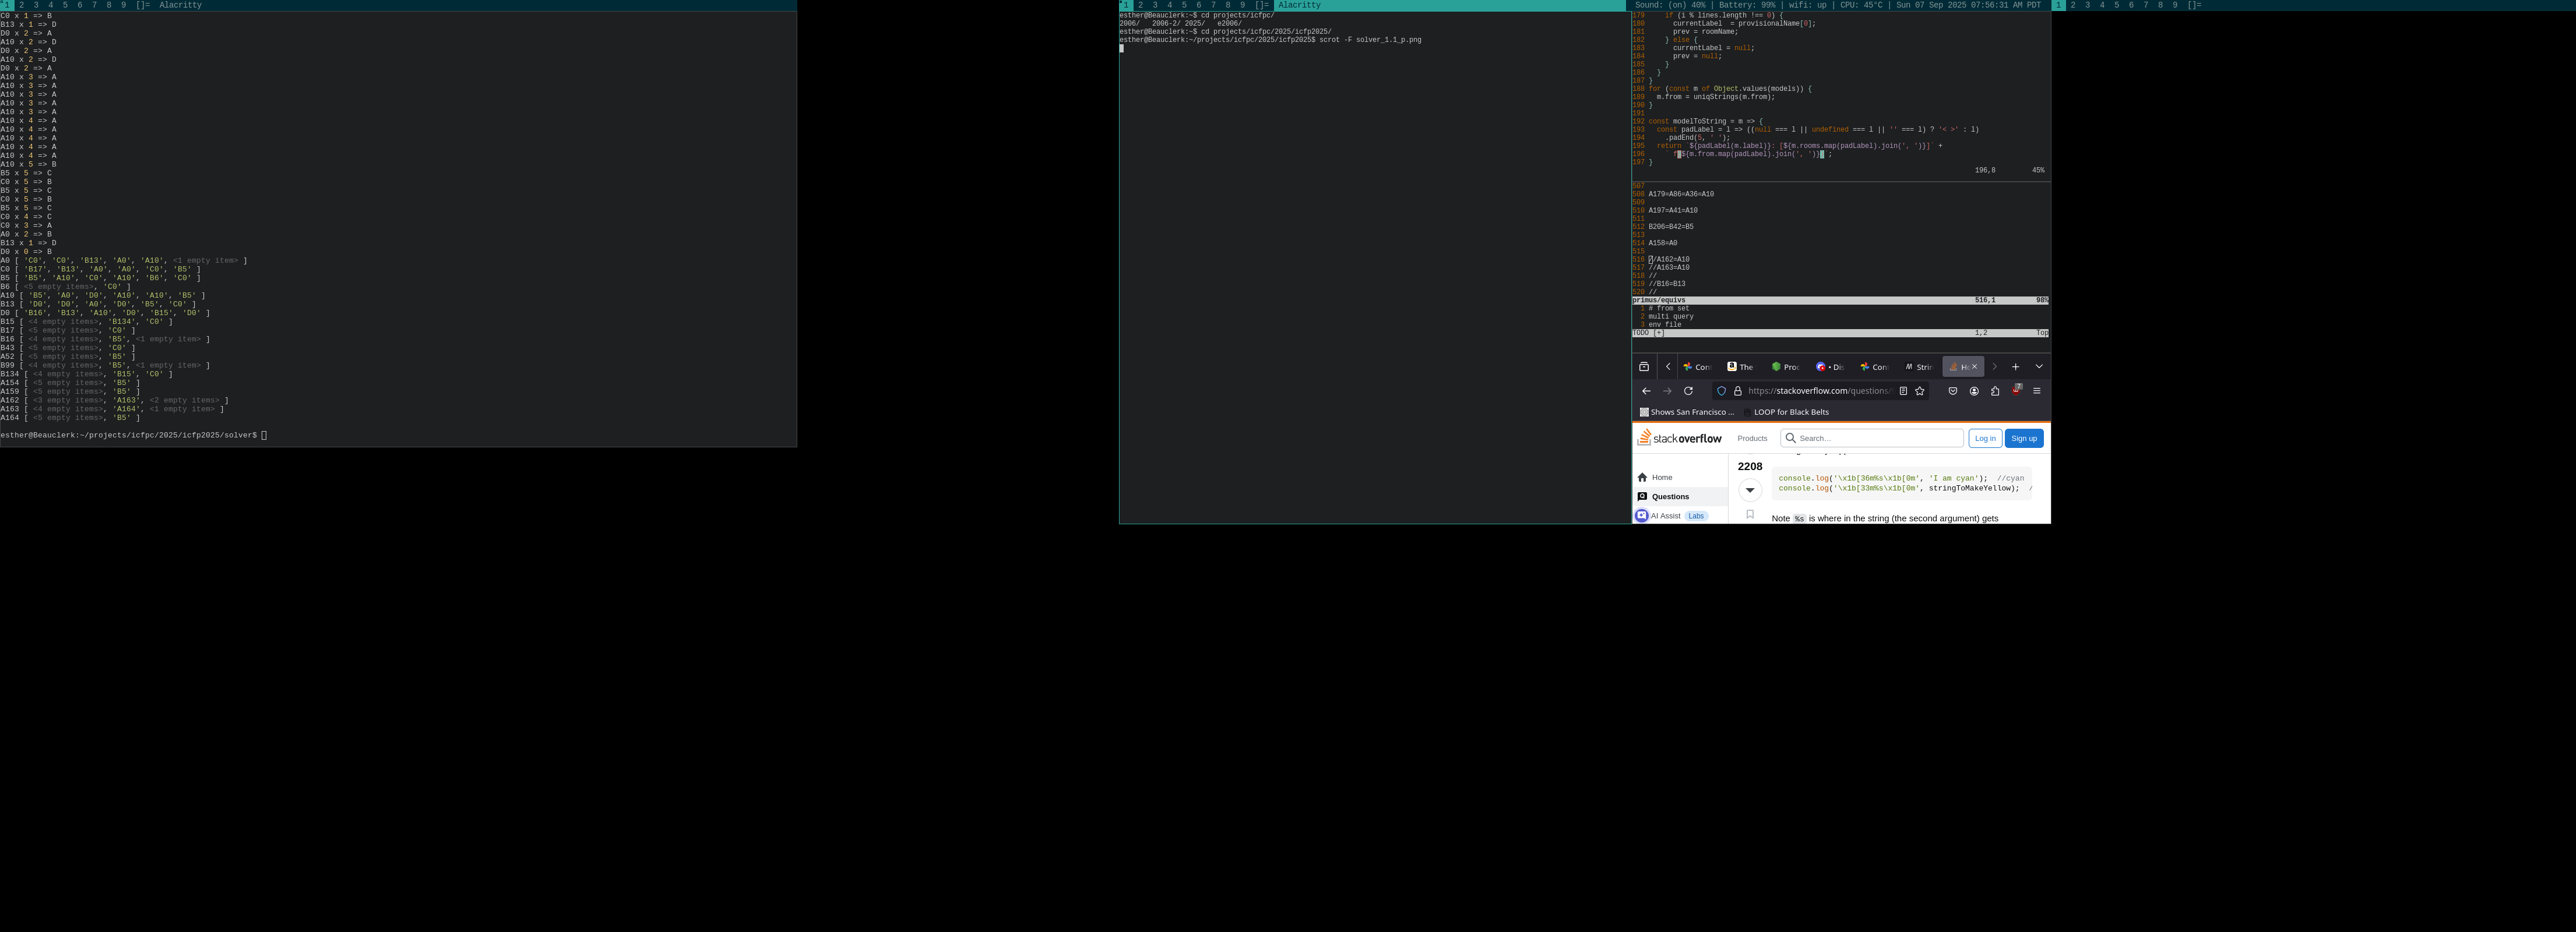 1 2 3 4 5 6 7 8 9 []= Alacritty
C0 x 1 => B
B13 x 1 => D
D0 x 2 => A
A10 x 2 => D
D0 x 2 => A
A10 x 2 => D
D0 x 2 => A
A10 x 3 => A
A10 x 3 => A
A10 x 3 => A
A10 x 3 => A
A10 x 3 => A
A10 x 4 => A
A10 x 4 => A
A10 x 4 => A
A10 x 4 => A
A10 x 4 => A
A10 x 5 => B
B5 x 5 => C
C0 x 5 => B
B5 x 5 => C
C0 x 5 => B
B5 x 5 => C
C0 x 4 => C
C0 x 3 => A
A0 x 2 => B
B13 x 1 => D
D0 x 0 => B
A0 [ 'C0', 'C0', 'B13', 'A0', 'A10', <1 empty item> ]
C0 [ 'B17', 'B13', 'A0', 'A0', 'C0', 'B5' ]
B5 [ 'B5', 'A10', 'C0', 'A10', 'B6', 'C0' ]
B6 [ <5 empty items>, 'C0' ]
A10 [ 'B5', 'A0', 'D0', 'A10', 'A10', 'B5' ]
B13 [ 'D0', 'D0', 'A0', 'D0', 'B5', 'C0' ]
D0 [ 'B16', 'B13', 'A10', 'D0', 'B15', 'D0' ]
B15 [ <4 empty items>, 'B134', 'C0' ]
B17 [ <5 empty items>, 'C0' ]
B16 [ <4 empty items>, 'B5', <1 empty item> ]
B43 [ <5 empty items>, 'C0' ]
A52 [ <5 empty items>, 'B5' ]
B99 [ <4 empty items>, 'B5', <1 empty item> ]
B134 [ <4 empty items>, 'B15', 'C0' ]
A154 [ <5 empty items>, 'B5' ]
A159 [ <5 empty items>, 'B5' ]
A162 [ <3 empty items>, 'A163', <2 empty items> ]
A163 [ <4 empty items>, 'A164', <1 empty item> ]
A164 [ <5 empty items>, 'B5' ]
esther@Beauclerk:~/projects/icfpc/2025/icfp2025/solver$
1 2 3 4 5 6 7 8 9 []= Alacritty
Sound: (on) 40% | Battery: 99% | wifi: up | CPU: 45°C | Sun 07 Sep 2025 07:56:31 AM PDT
esther@Beauclerk:~$ cd projects/icfpc/
2006/ 2006-2/ 2025/ e2006/
esther@Beauclerk:~$ cd projects/icfpc/2025/icfp2025/
esther@Beauclerk:~/projects/icfpc/2025/icfp2025$ scrot -F solver_1.1_p.png
179 if (i % lines.length !== 0) {
180 currentLabel = provisionalName[0];
181 prev = roomName;
182 } else {
183 currentLabel = null;
184 prev = null;
185 }
186 }
187 }
188 for (const m of Object.values(models)) {
189 m.from = uniqStrings(m.from);
190 }
191
192 const modelToString = m => {
193 const padLabel = l => ((null === l || undefined === l || '' === l) ? '< >' : l)
194 .padEnd(5, ' ');
195 return `${padLabel(m.label)}: [${m.rooms.map(padLabel).join(', ')}]` +
196 ` f[${m.from.map(padLabel).join(', ')}]`;
197 }
196,8 45%
507
508 A179=A86=A36=A10
509
510 A197=A41=A10
511
512 B206=B42=B5
513
514 A158=A0
515
516 //A162=A10
517 //A163=A10
518 //
519 //B16=B13
520 //
primus/equivs 516,1 98%
1 # from set
2 multi query
3 env file
TODO [+] 1,2 Top
Con The Proc • Dis Con Strin Ho
https://stackoverflow.com/questions/
7
Shows San Francisco ... LOOP for Black Belts
stackoverflow Products Search… Log in Sign up
Home
Questions
AI Assist Labs
2208
console.log('\x1b[36m%s\x1b[0m', 'I am cyan'); //cyan
console.log('\x1b[33m%s\x1b[0m', stringToMakeYellow); /
Note %s is where in the string (the second argument) gets
1 2 3 4 5 6 7 8 9 []=